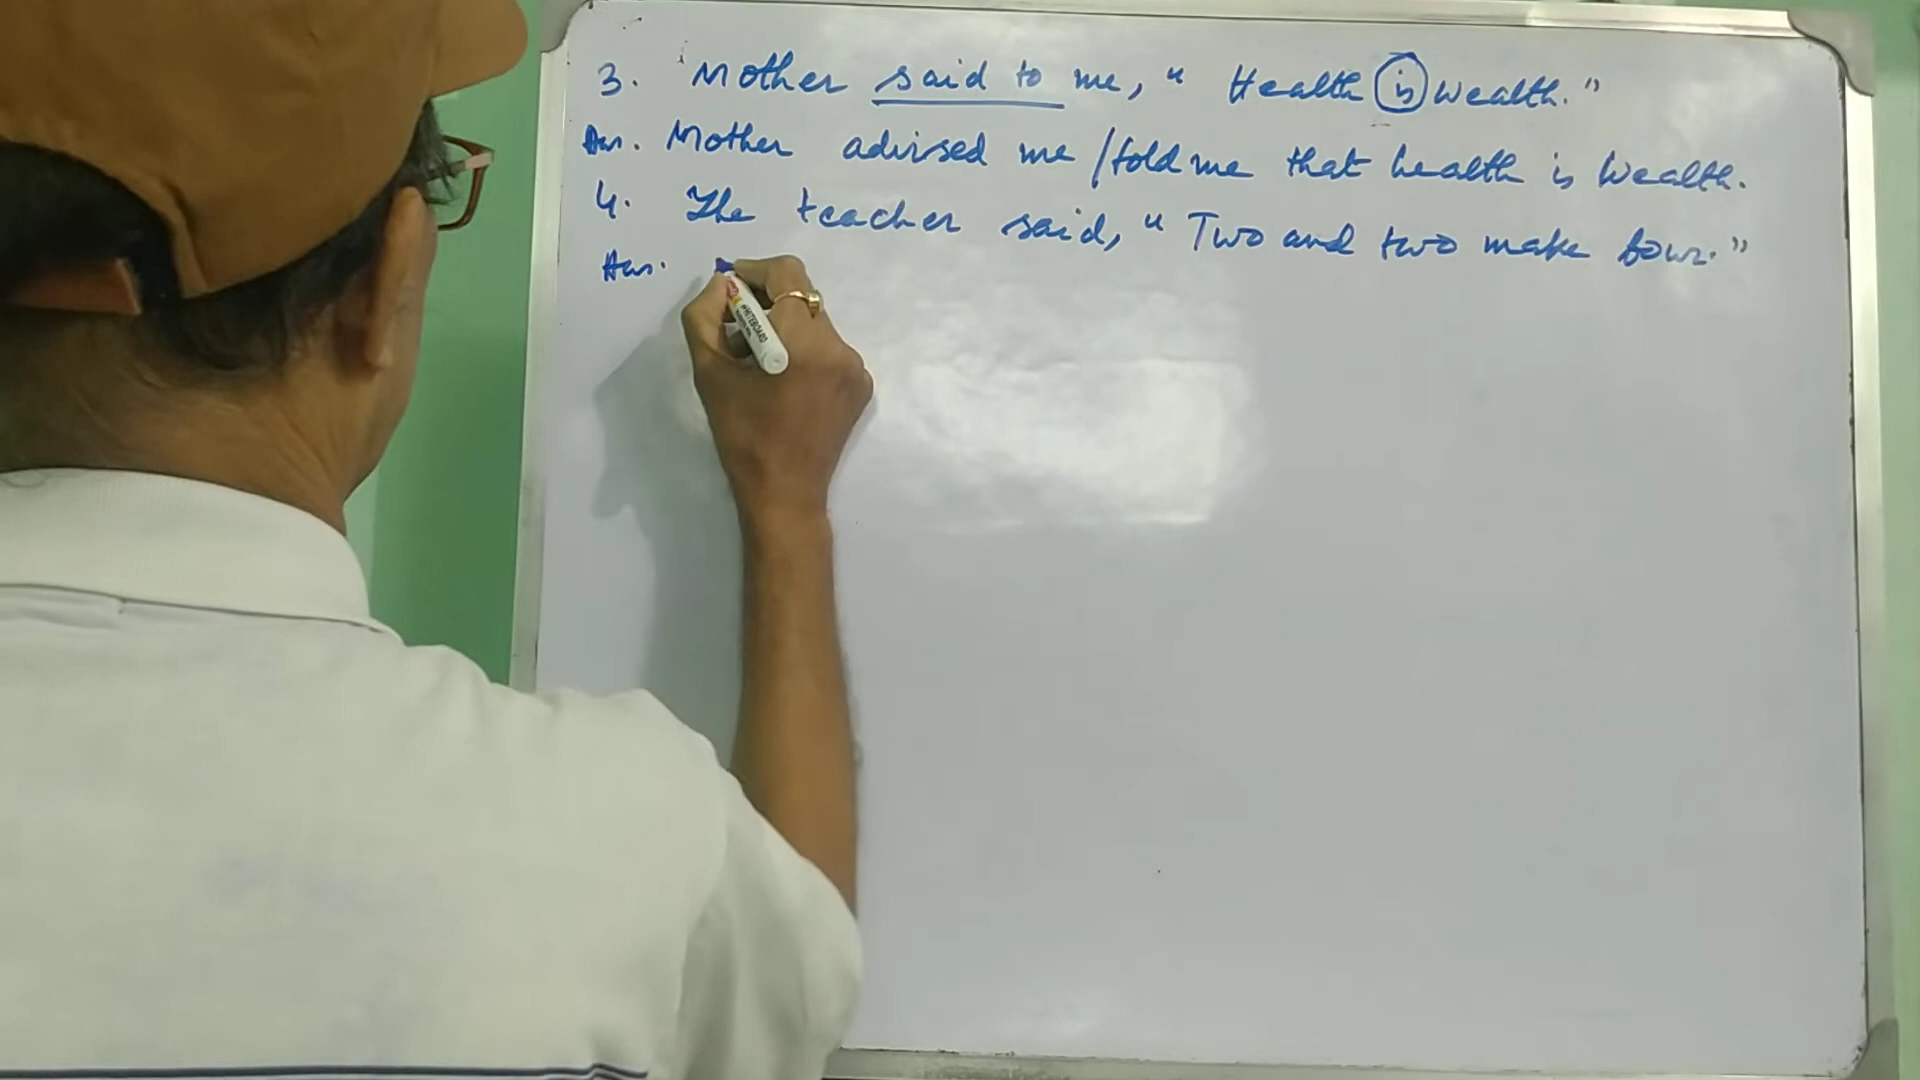 3. Mother said to me, " Health is wealth."
Ans. Mother advised me / told me that health is wealth.
4. The teacher said, " Two and two make four."
Ans.
WHITEBOARD